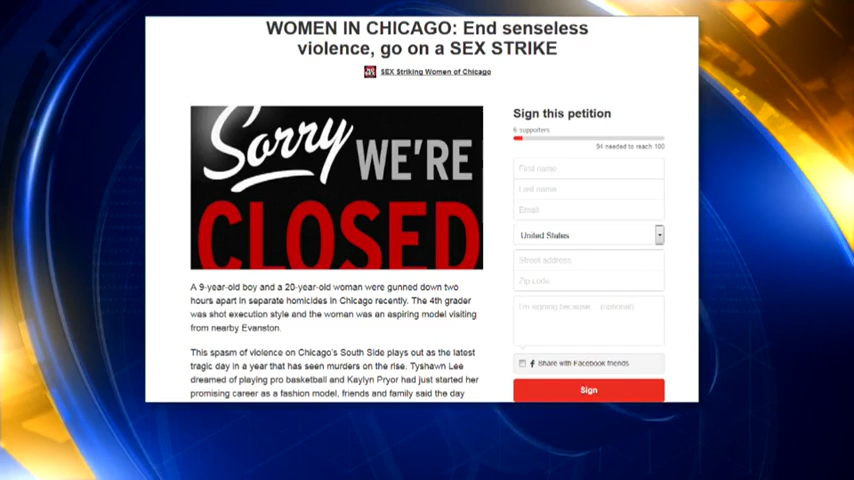 WOMEN IN CHICAGO: End senseless
violence, go on a SEX STRIKE
NO
SEX
SEX Striking Women of Chicago
Sorry
WE'RE
CLOSED
A 9-year-old boy and a 20-year-old woman were gunned down two
hours apart in separate homicides in Chicago recently. The 4th grader
was shot execution style and the woman was an aspiring model visiting
from nearby Evanston.
This spasm of violence on Chicago's South Side plays out as the latest
tragic day in a year that has seen murders on the rise. Tyshawn Lee
dreamed of playing pro basketball and Kaylyn Pryor had just started her
promising career as a fashion model, friends and family said the day
Sign this petition
6 supporters
94 needed to reach 100
First name
Last name
Email
United States
Street address
Zip code
I'm signing because... (optional)
f Share with Facebook friends
Sign